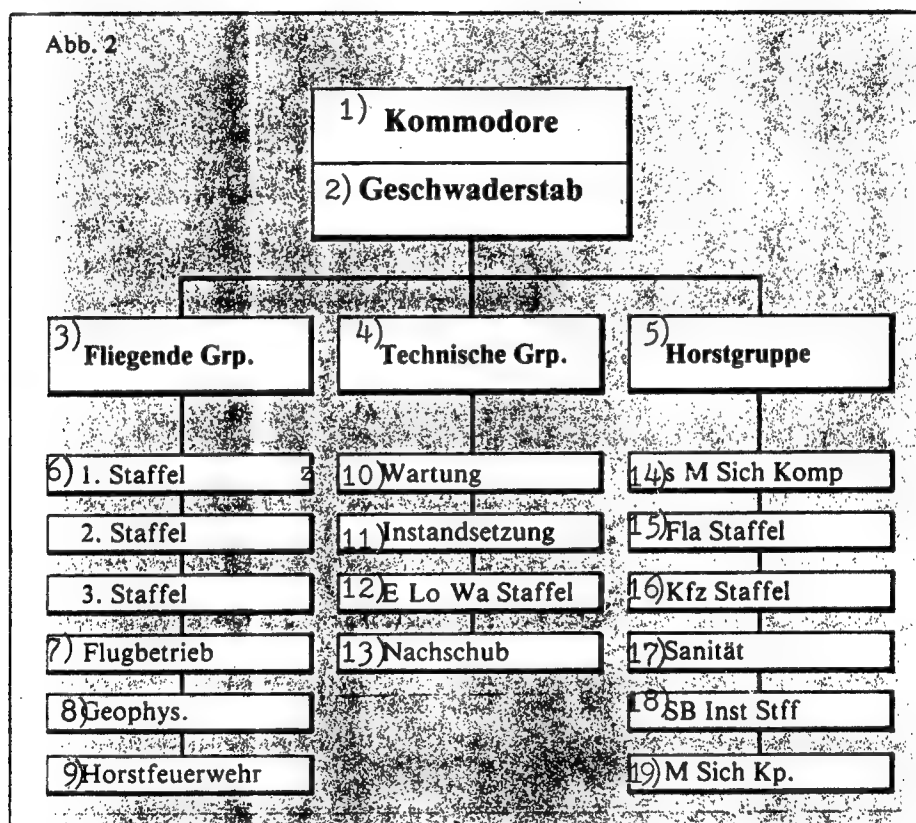 Abb. 2
1) Kommodore
2) Geschwaderstab
3) Fliegende Grp.
6) 1. Staffel
2. Staffel
3. Staffel
7) Flugbetrieb
8) Geophys.
9) Horstfeuerwehr
4) Technische Grp.
10) Wartung
11) Instandsetzung
12) E Lo Wa Staffel
13) Nachschub
5) Horstgruppe
14) s M Sich Komp
15) Fla Staffel
16) Kfz Staffel
17) Sanität
18) SB Inst Stff
19) M Sich Kp.